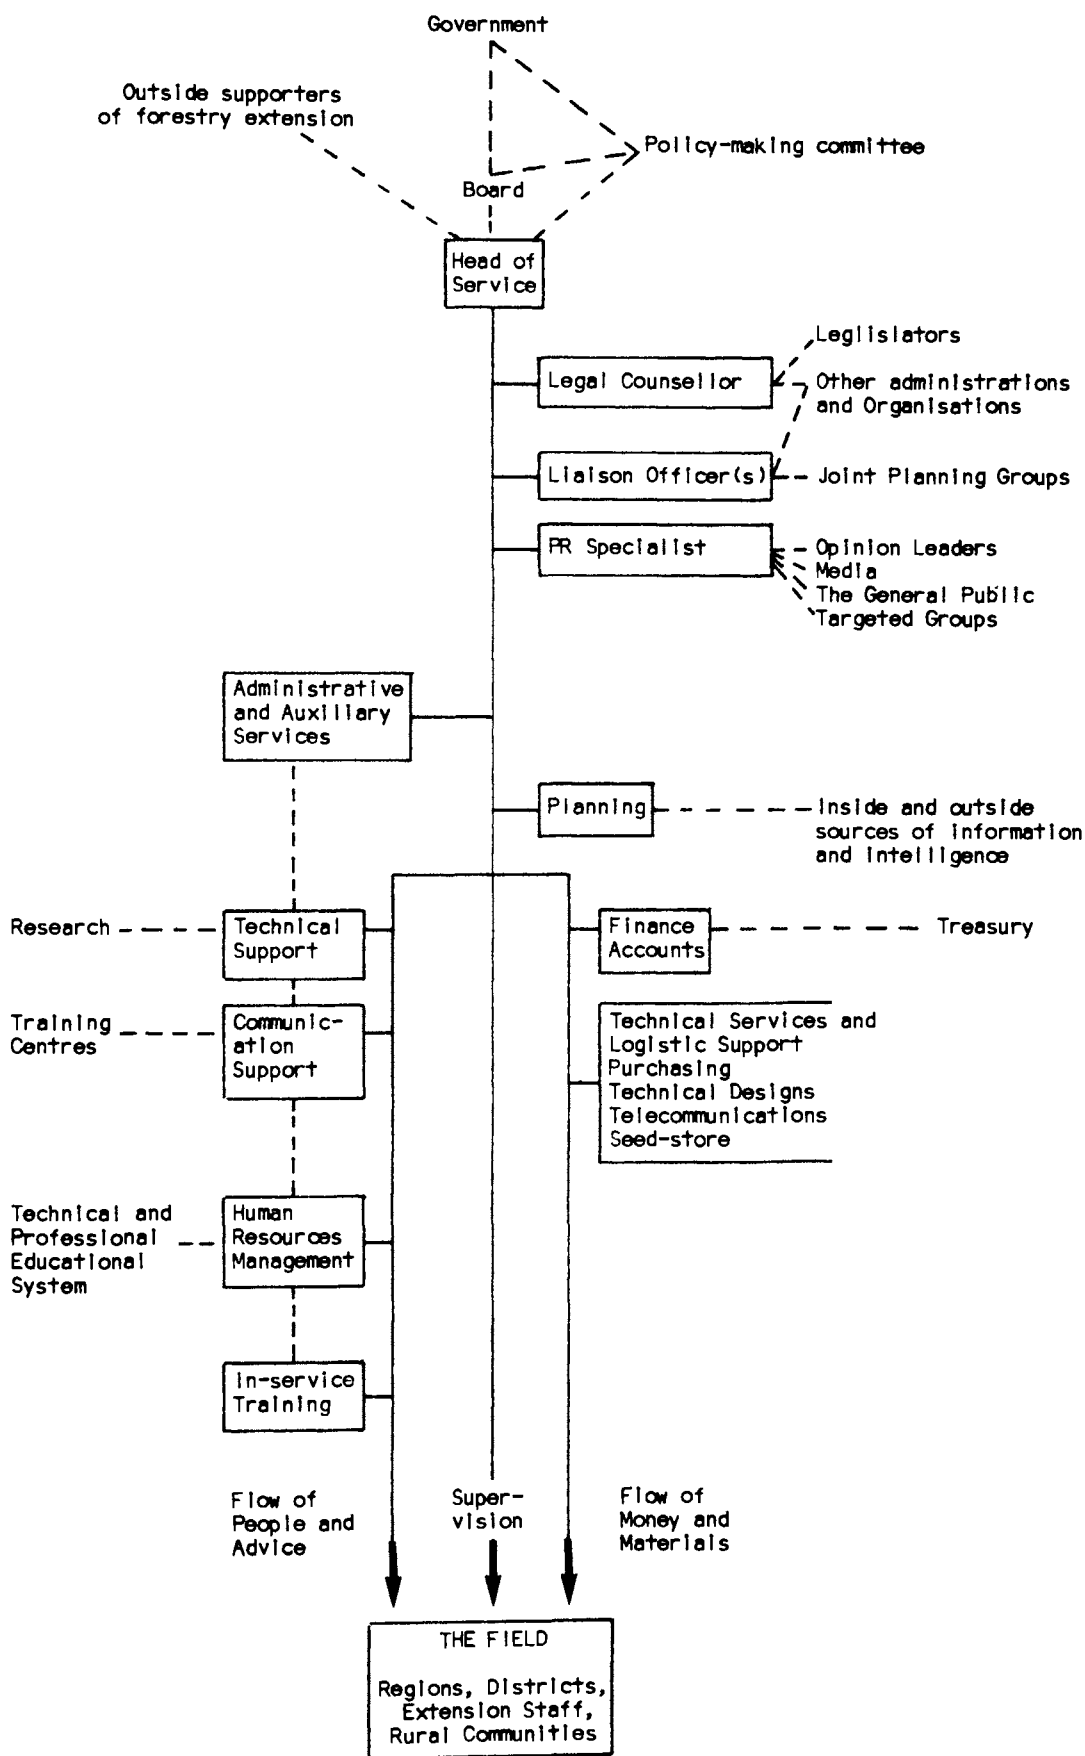 Government
Outside supporters
of forestry extension
Policy-making committee
Board
Head of
Service
Legiislators
Legal Counsellor
Other administrations
and Organisations
Liaison Officer(s)
Joint Planning Groups
PR Specialist
Opinion Leaders
Media
The General Public
Targeted Groups
Administrative
and Auxiliary
Services
Planning
Inside and outside
sources of information
and intelligence
Research
Technical
Support
Finance
Accounts
Treasury
Training
Centres
Communic-
ation
Support
Technical Services and
Logistic Support
Purchasing
Technical Designs
Telecommunications
Seed-store
Technical and
Professional
Educational
System
Human
Resources
Management
In-service
Training
Flow of
People and
Advice
Super-
vision
Flow of
Money and
Materials
THE FIELD
Regions, Districts,
Extension Staff,
Rural Communities